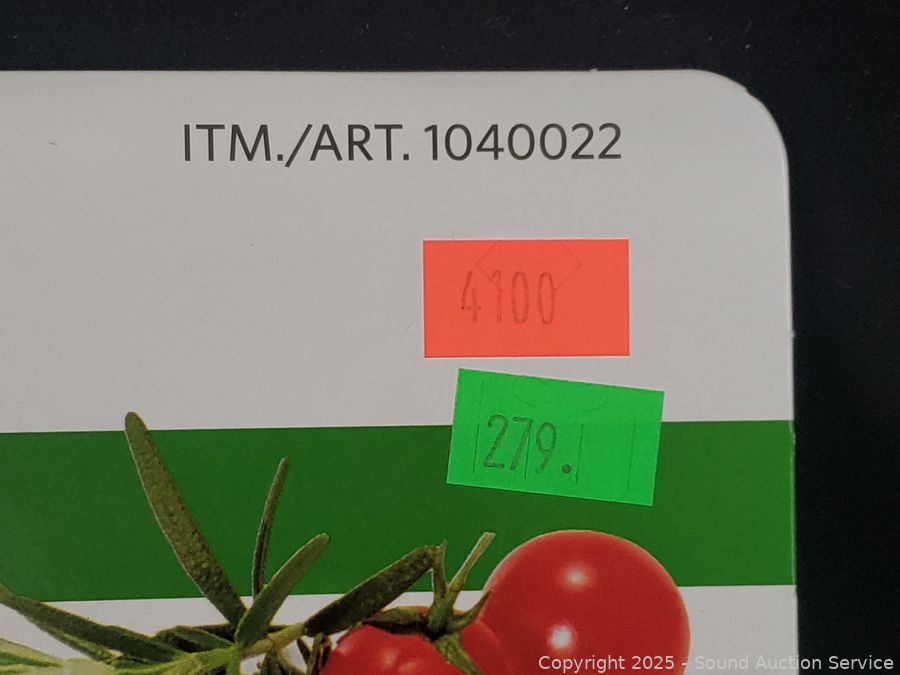 ITM./ART. 1040022
4100
279.
Copyright 2025 - Sound Auction Service